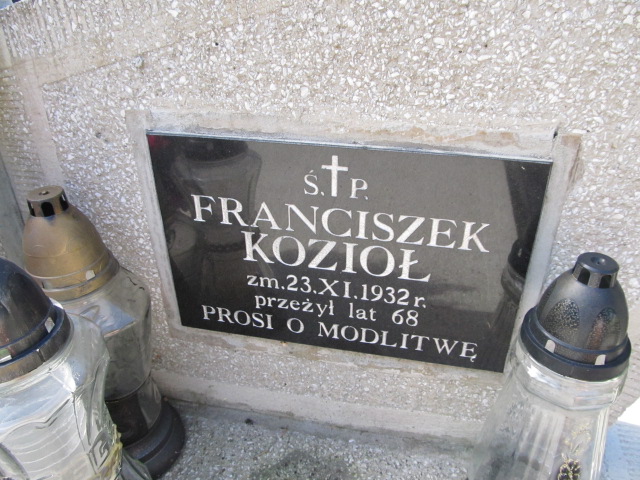 Ś.†P.
FRANCISZEK
KOZIOŁ
zm.23.XI.1932 r.
przeżył lat 68
PROSI O MODLITWĘ